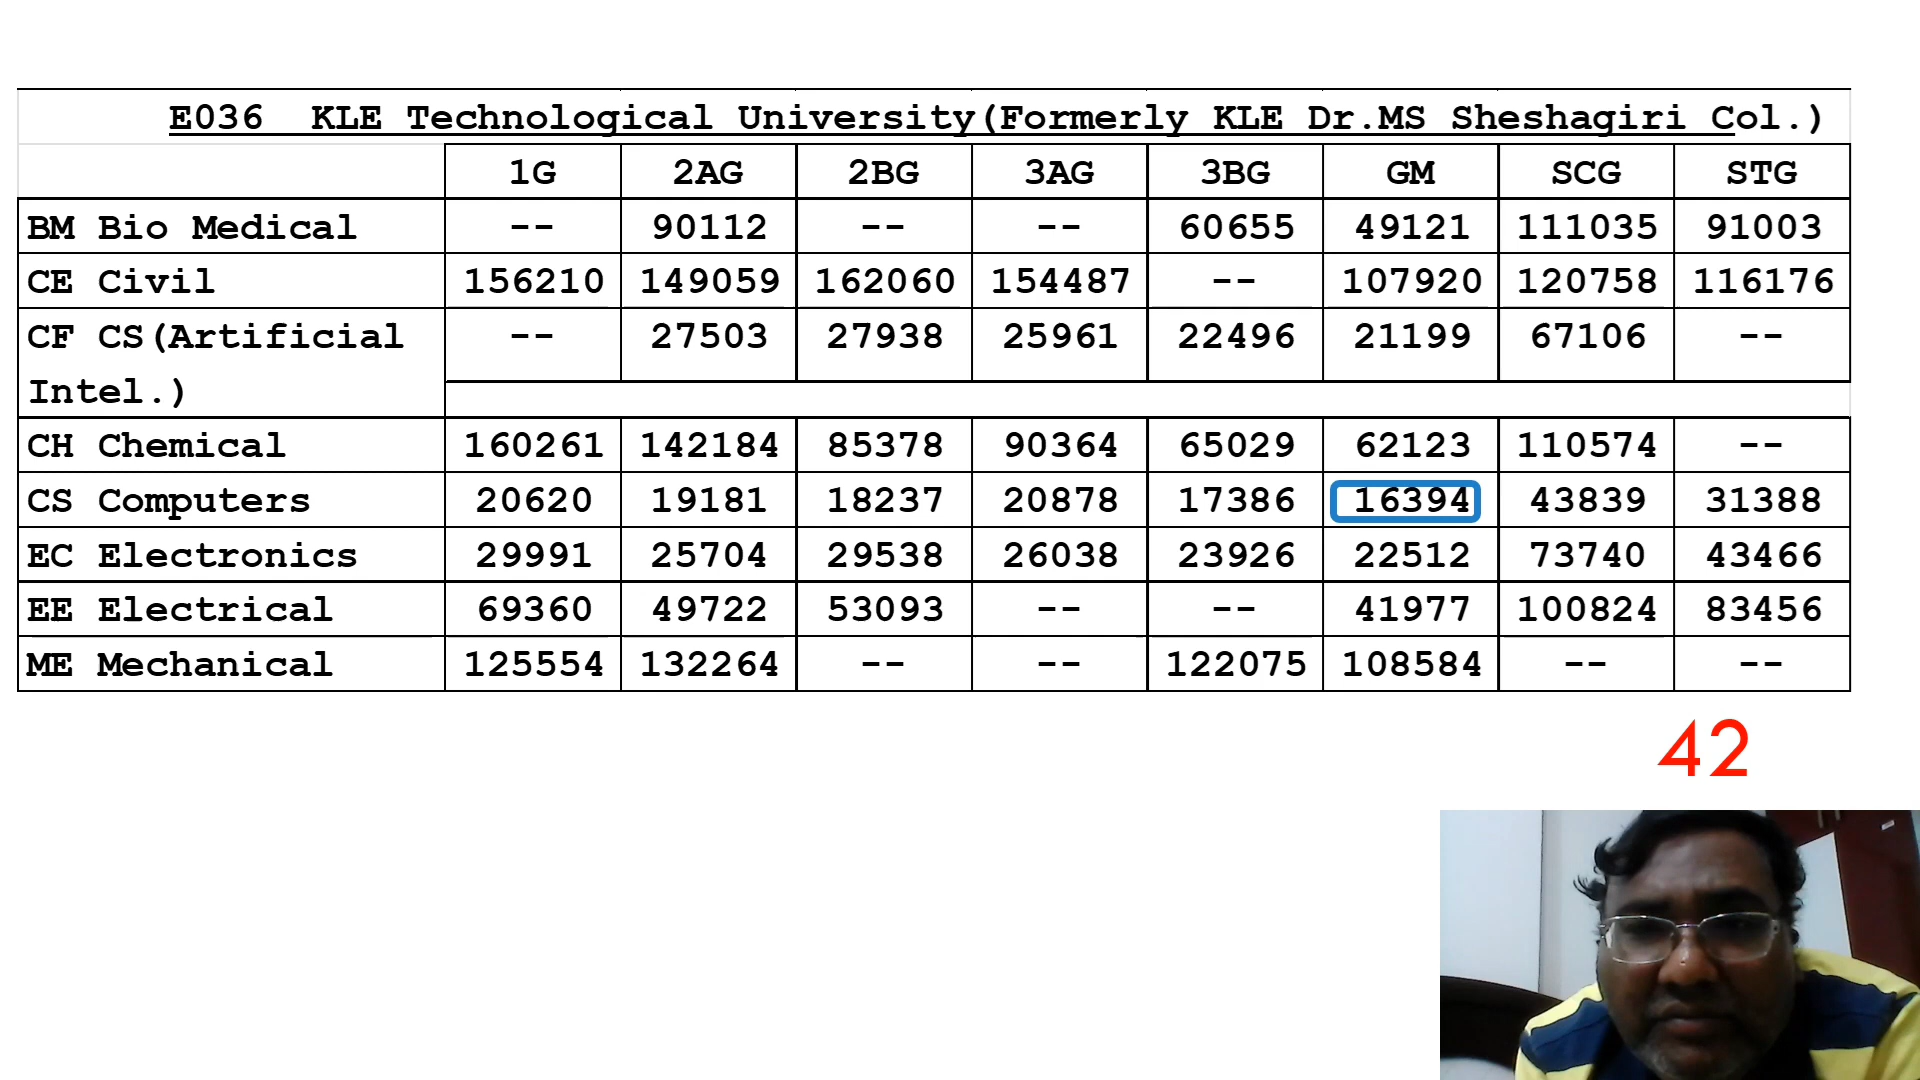 E036 KLE Technological University(Formerly KLE Dr.MS Sheshagiri Col.)
1G 2AG 2BG 3AG 3BG GM SCG STG
BM Bio Medical -- 90112 -- -- 60655 49121 111035 91003
CE Civil 156210 149059 162060 154487 -- 107920 120758 116176
CF CS(Artificial -- 27503 27938 25961 22496 21199 67106 --
Intel.)
CH Chemical 160261 142184 85378 90364 65029 62123 110574 --
CS Computers 20620 19181 18237 20878 17386 16394 43839 31388
EC Electronics 29991 25704 29538 26038 23926 22512 73740 43466
EE Electrical 69360 49722 53093 -- -- 41977 100824 83456
ME Mechanical 125554 132264 -- -- 122075 108584 -- --
42